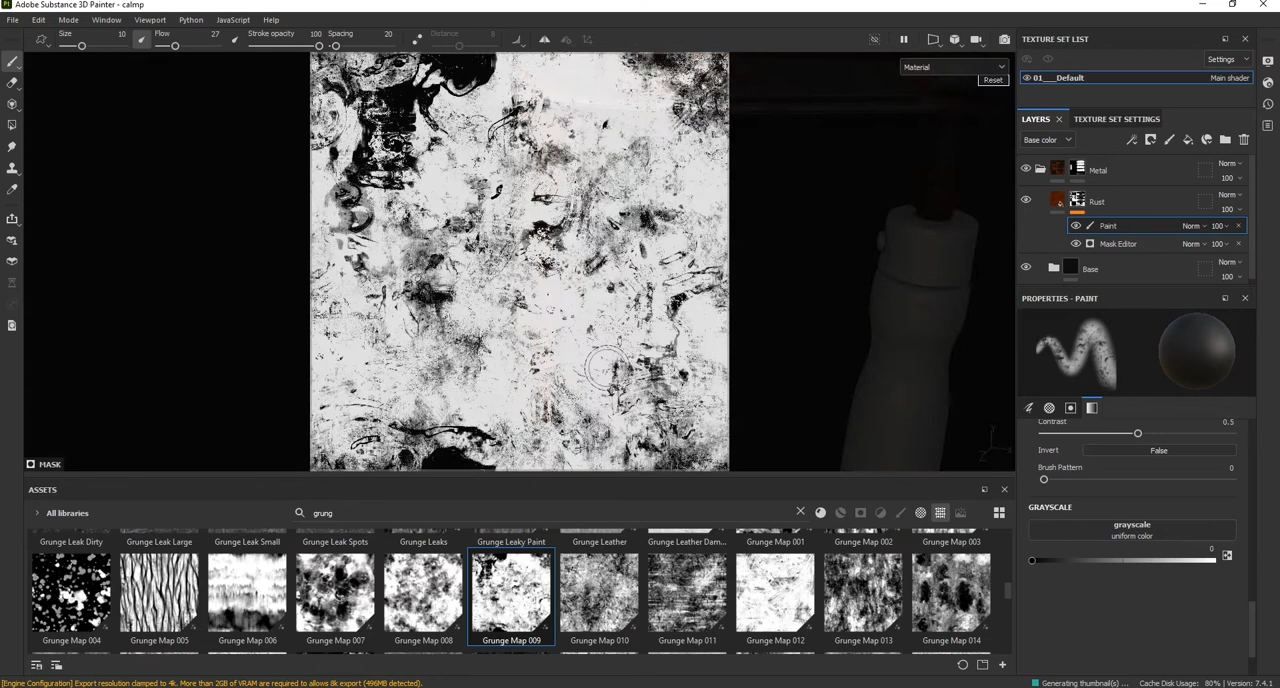 Adobe Substance 3D Painter - calmp
File Edit Mode Window Viewport Python JavaScript Help
Size 10 Flow 27 Stroke opacity 100 Spacing 20 Distance 8
Material
Reset
MASK
TEXTURE SET LIST
Settings
01___Default Main shader
LAYERS TEXTURE SET SETTINGS
Base color
Metal Norm 100
Rust Norm 100
Paint Norm 100
Mask Editor Norm 100
Base Norm 100
PROPERTIES - PAINT
Contrast 0.5
Invert False
Brush Pattern 0
GRAYSCALE
grayscale
uniform color
0
ASSETS
All libraries grung
Grunge Leak Dirty Grunge Leak Large Grunge Leak Small Grunge Leak Spots Grunge Leaks Grunge Leaky Paint Grunge Leather Grunge Leather Dam... Grunge Map 001 Grunge Map 002 Grunge Map 003
Grunge Map 004 Grunge Map 005 Grunge Map 006 Grunge Map 007 Grunge Map 008 Grunge Map 009 Grunge Map 010 Grunge Map 011 Grunge Map 012 Grunge Map 013 Grunge Map 014
[Engine Configuration] Export resolution clamped to 4k. More than 2GB of VRAM are required to allows 8k export (496MB detected).
Generating thumbnail(s) ... Cache Disk Usage: 80% | Version: 7.4.1